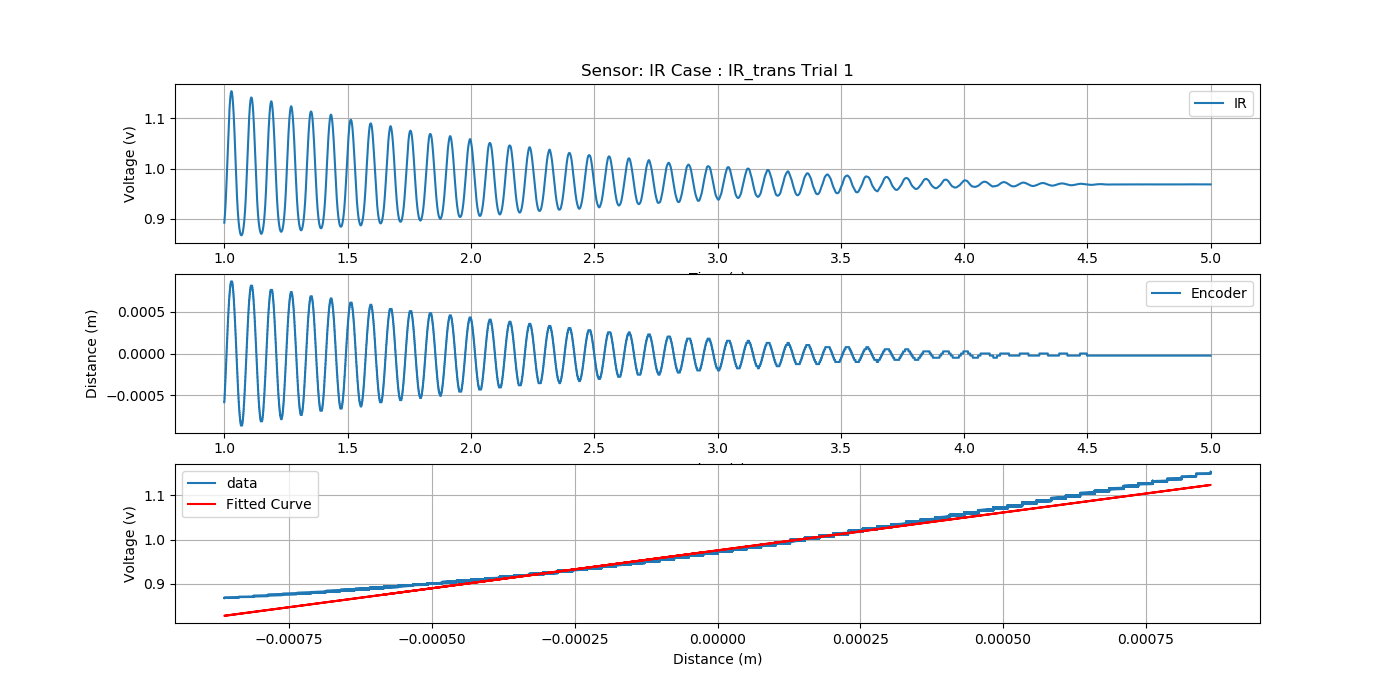 Sensor: IR Case : IR_trans Trial 1
IR
Voltage (v)
1.1
1.0
0.9
1.0 1.5 2.0 2.5 3.0 3.5 4.0 4.5 5.0
Encoder
Distance (m)
0.0005
0.0000
−0.0005
1.0 1.5 2.0 2.5 3.0 3.5 4.0 4.5 5.0
data
Fitted Curve
Voltage (v)
1.1
1.0
0.9
−0.00075 −0.00050 −0.00025 0.00000 0.00025 0.00050 0.00075
Distance (m)